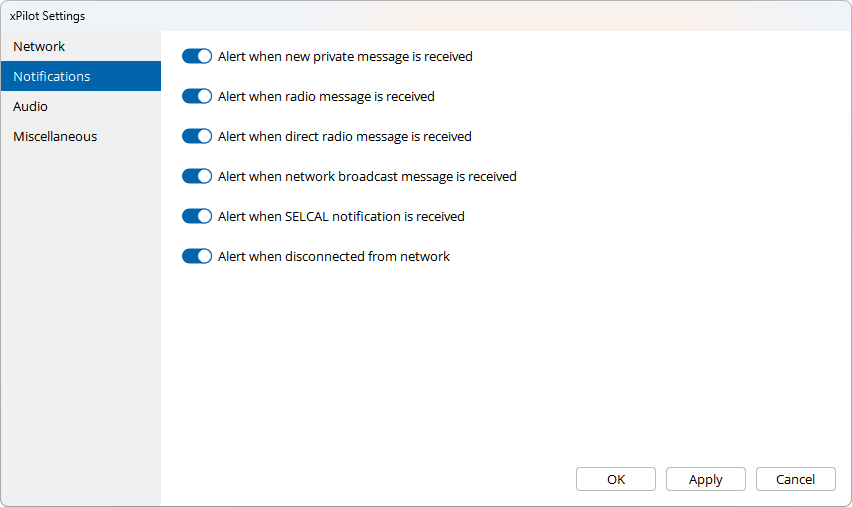 xPilot Settings
Network
Notifications
Audio
Miscellaneous
Alert when new private message is received
Alert when radio message is received
Alert when direct radio message is received
Alert when network broadcast message is received
Alert when SELCAL notification is received
Alert when disconnected from network
OK
Apply
Cancel